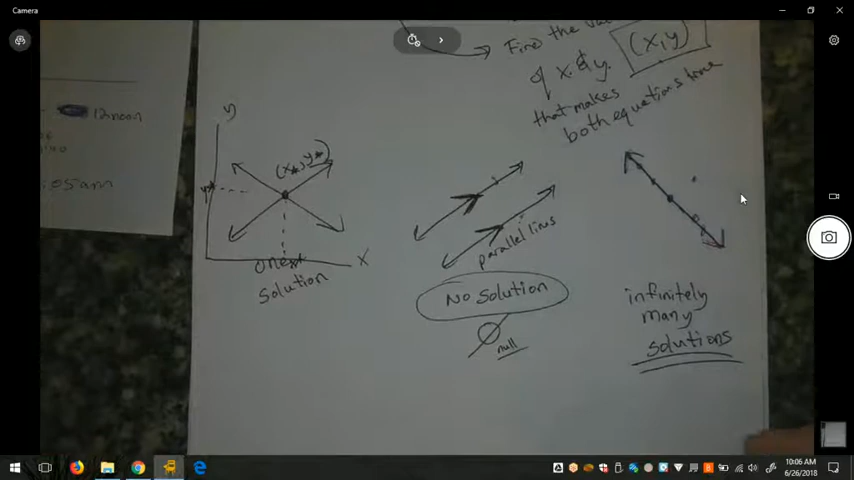 Camera
Find the
of x & y. (x,y)
that makes
both equations true
12noon
05am
y
(x*, y*)
y*
x
one
solution
parallel lines
No Solution
∅
null
infinitely
many
solutions
10:06 AM
6/26/2018